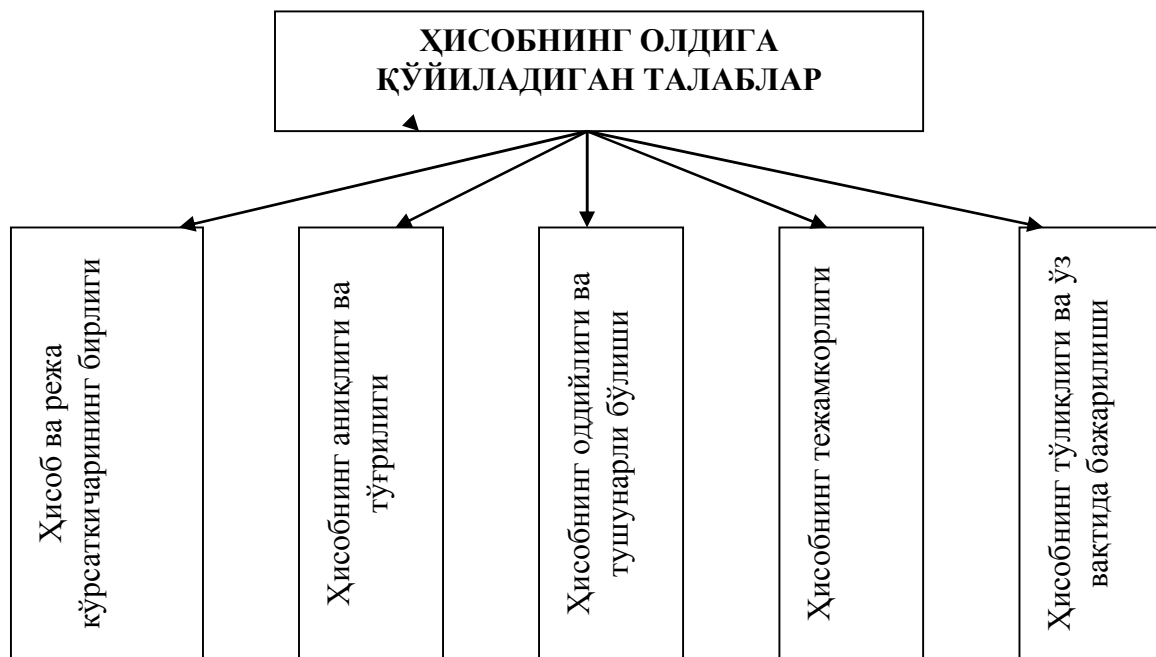 ҲИСОБНИНГ ОЛДИГА
ҚЎЙИЛАДИГАН ТАЛАБЛАР
Ҳисоб ва режа
кўрсаткичарининг бирлиги
Ҳисобнинг аниқлиги ва
тўғрилиги
Ҳисобнинг оддийлиги ва
тушунарли бўлиши
Ҳисобнинг тежамкорлиги
Ҳисобнинг тўлиқлиги ва ўз
вақтида бажарилиши